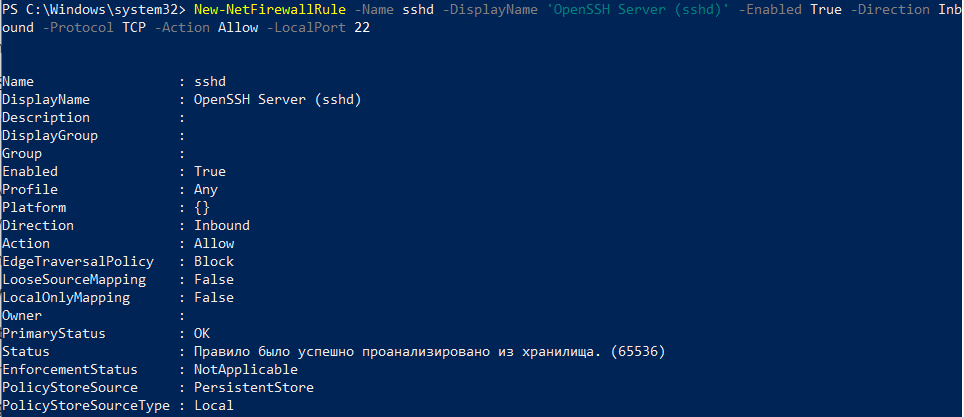 PS C:\Windows\system32> New-NetFirewallRule -Name sshd -DisplayName 'OpenSSH Server (sshd)' -Enabled True -Direction Inb
ound -Protocol TCP -Action Allow -LocalPort 22
Name : sshd
DisplayName : OpenSSH Server (sshd)
Description :
DisplayGroup :
Group :
Enabled : True
Profile : Any
Platform : {}
Direction : Inbound
Action : Allow
EdgeTraversalPolicy : Block
LooseSourceMapping : False
LocalOnlyMapping : False
Owner :
PrimaryStatus : OK
Status : Правило было успешно проанализировано из хранилища. (65536)
EnforcementStatus : NotApplicable
PolicyStoreSource : PersistentStore
PolicyStoreSourceType : Local